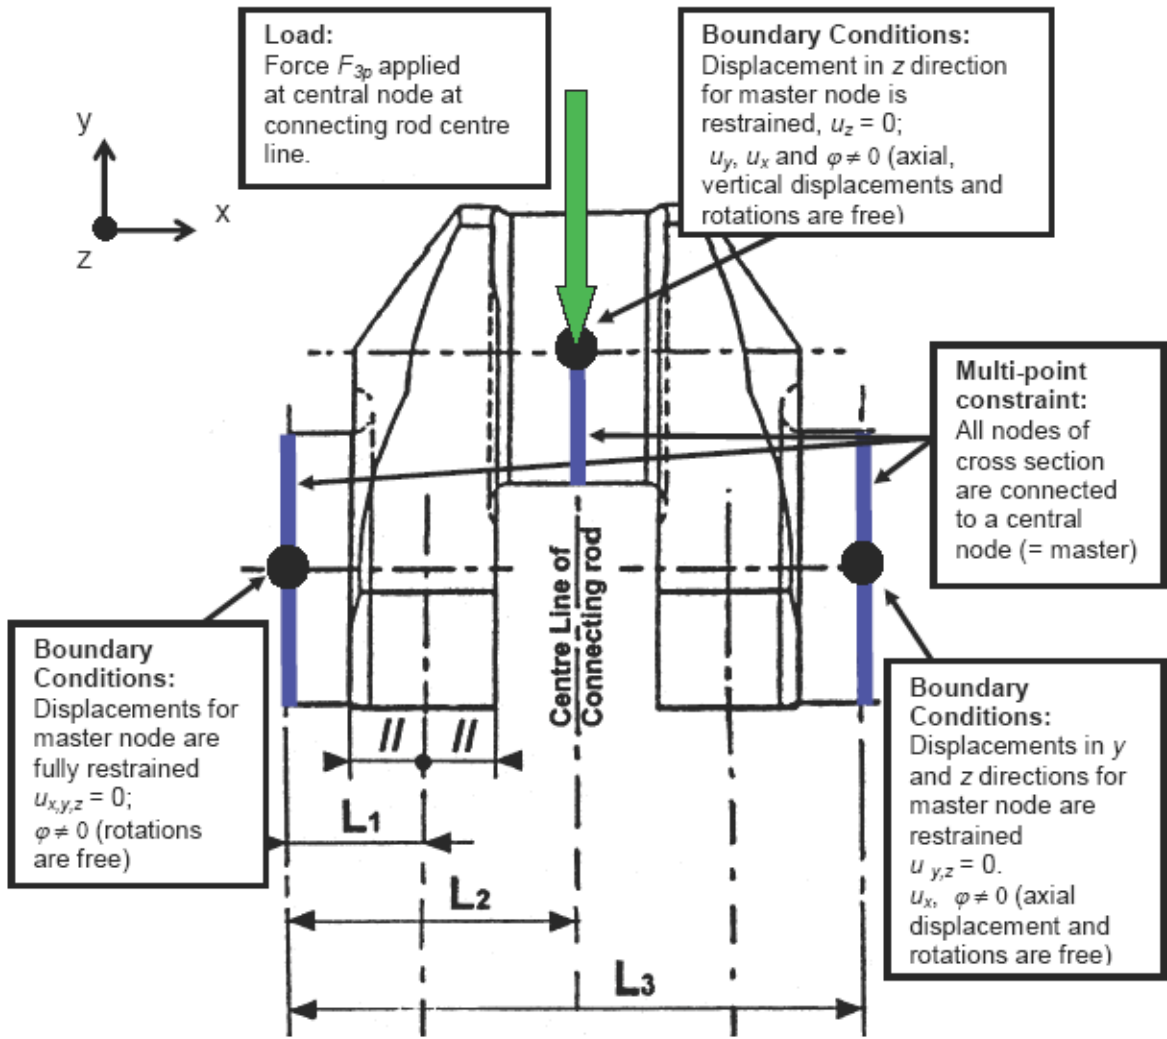 Load:
Force F3p applied
at central node at
connecting rod centre
line.
Boundary Conditions:
Displacement in z direction
for master node is
restrained, uz = 0;
uy, ux and φ ≠ 0 (axial,
vertical displacements and
rotations are free)
y
x
z
Multi-point
constraint:
All nodes of
cross section
are connected
to a central
node (= master)
Centre Line of
Connecting rod
Boundary
Conditions:
Displacements for
master node are
fully restrained
ux,y,z = 0;
φ ≠ 0 (rotations
are free)
Boundary
Conditions:
Displacements in y
and z directions for
master node are
restrained
u y,z = 0.
ux, φ ≠ 0 (axial
displacement and
rotations are free)
// //
L1
L2
L3